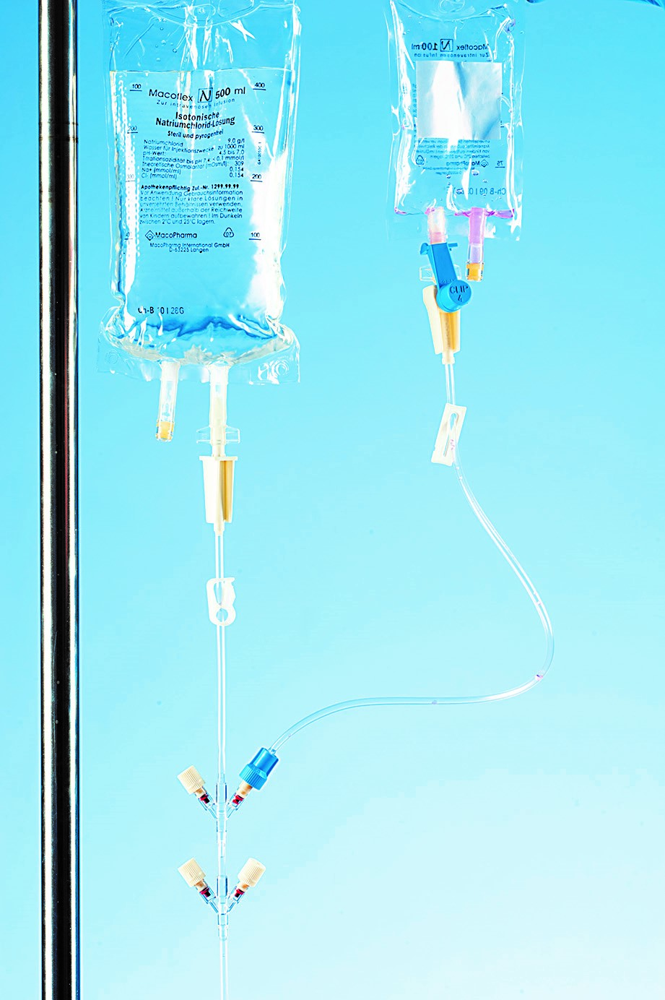 100
400
Macoflex N 500 ml
Zur intravenösen Infusion
Isotonische
Natriumchlorid-Lösung
Steril und pyrogenfrei
200
300
Natriumchlorid 9,0 g/l
Wasser für Injektionszwecke zu 1000 ml
pH-Wert: 4,5 bis 7,0
Titrationsazidität bis pH 7,4: < 0,1 mmol/l
Theoretische Osmolarität (mOsm/l): 309
Na+ (mmol/ml) 0,154
Cl- (mmol/ml) 0,154
300
200
Apothekenpflichtig Zul.-Nr. 1299.99.99
Vor Anwendung Gebrauchsinformation
beachten ! Nur klare Lösungen in
unversehrten Behältnissen verwenden.
Arzneimittel außerhalb der Reichweite
von Kindern aufbewahren ! Im Dunkeln
zwischen 2°C und 25°C lagern.
MacoPharma
07
100
MacoPharma International GmbH
D-63225 Langen
Ch-B 10128G
Macoflex N 100 ml
Zur intravenösen Infusion
MacoPharma
75
Ch-B
CLIP
4